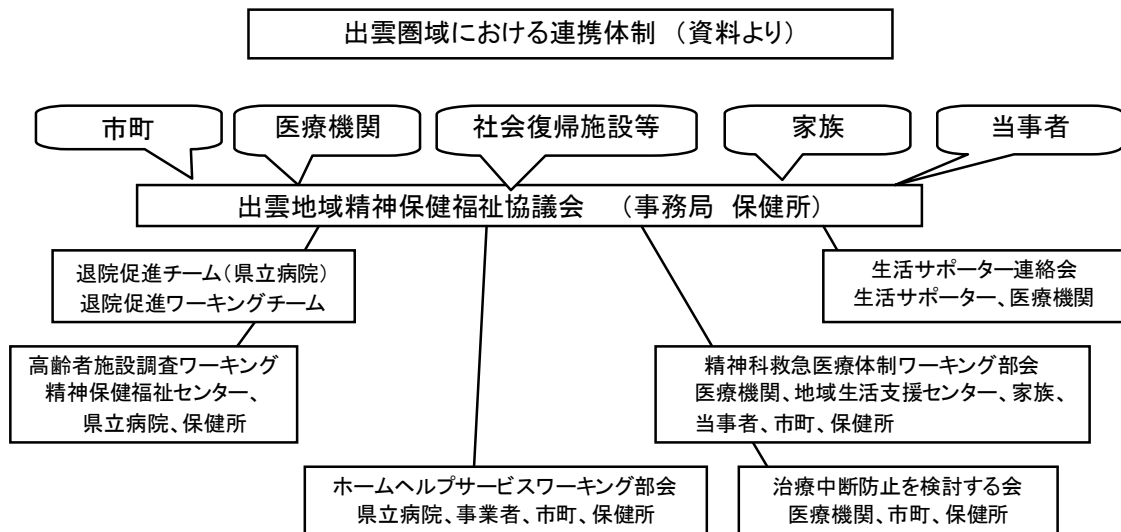 出雲圏域における連携体制 （資料より）
市町
医療機関
社会復帰施設等
家族
当事者
出雲地域精神保健福祉協議会 （事務局 保健所）
退院促進チーム（県立病院）
退院促進ワーキングチーム
生活サポーター連絡会
生活サポーター、医療機関
高齢者施設調査ワーキング
精神保健福祉センター、
県立病院、保健所
精神科救急医療体制ワーキング部会
医療機関、地域生活支援センター、家族、
当事者、市町、保健所
ホームヘルプサービスワーキング部会
県立病院、事業者、市町、保健所
治療中断防止を検討する会
医療機関、市町、保健所